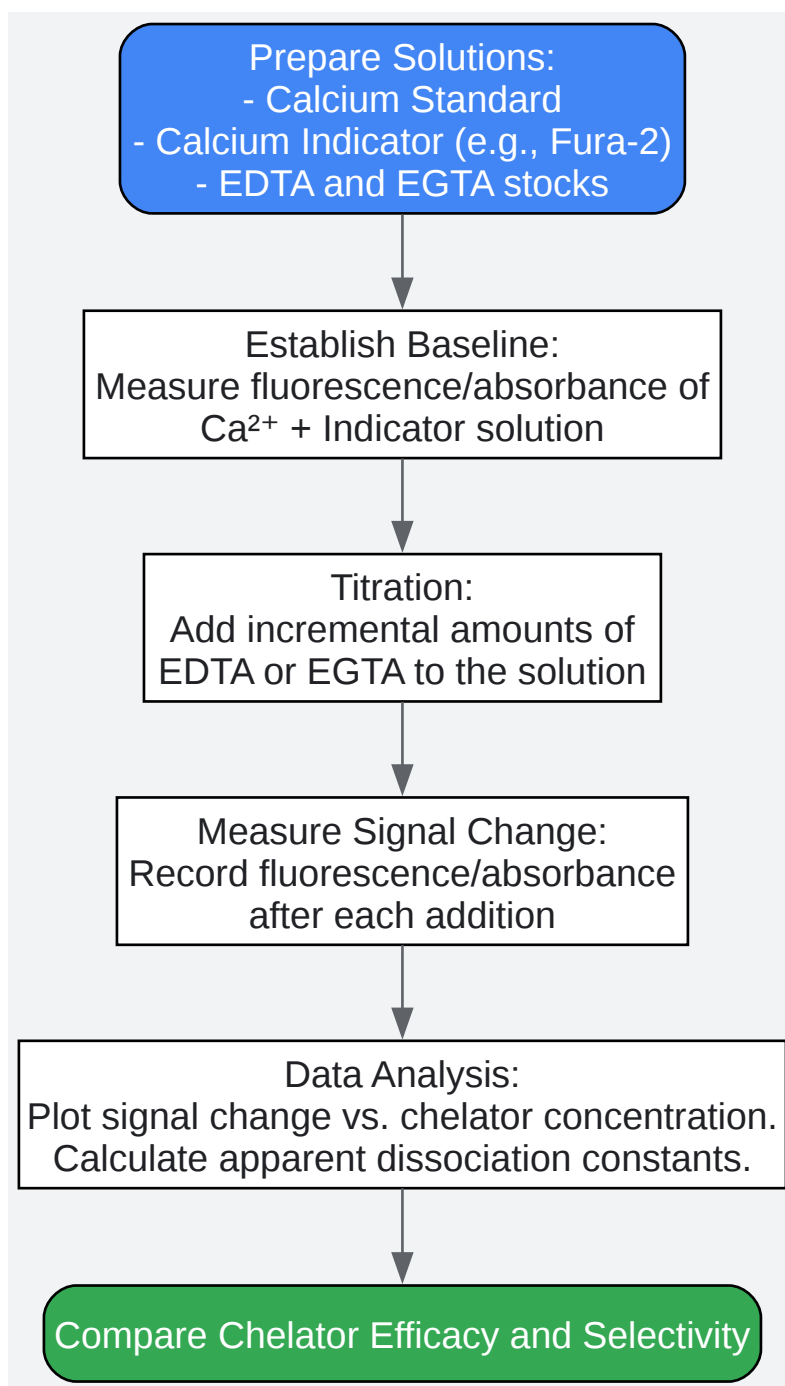 Prepare Solutions:
- Calcium Standard
- Calcium Indicator (e.g., Fura-2)
- EDTA and EGTA stocks
Establish Baseline:
Measure fluorescence/absorbance of
Ca²⁺ + Indicator solution
Titration:
Add incremental amounts of
EDTA or EGTA to the solution
Measure Signal Change:
Record fluorescence/absorbance
after each addition
Data Analysis:
Plot signal change vs. chelator concentration.
Calculate apparent dissociation constants.
Compare Chelator Efficacy and Selectivity